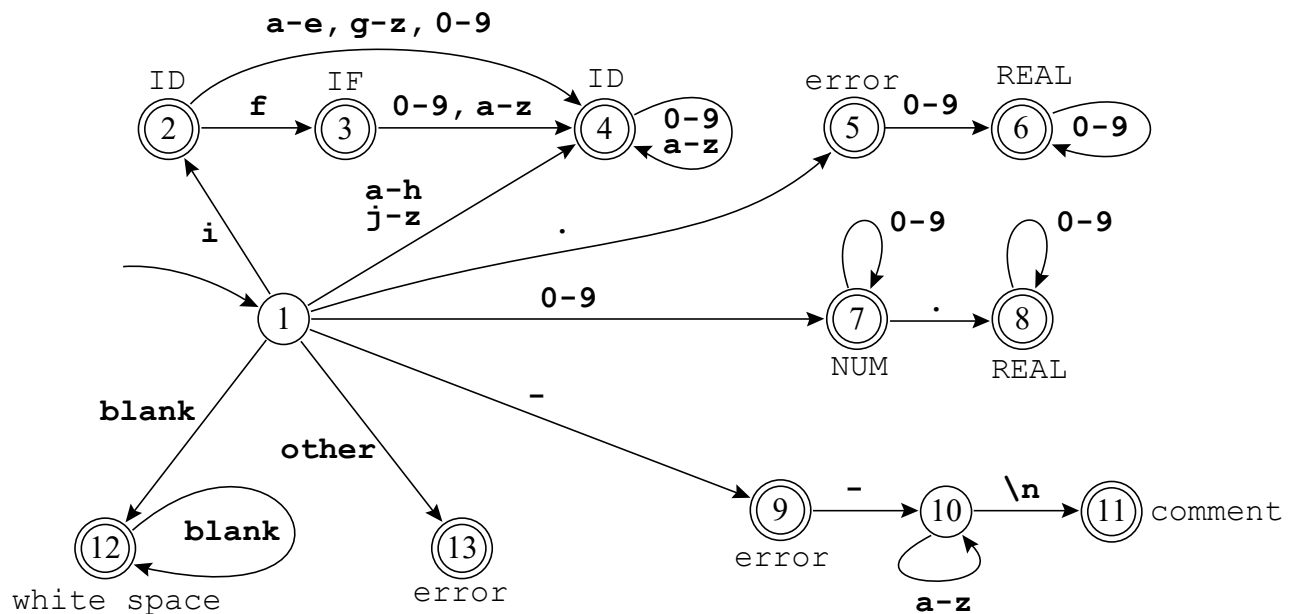 a-e, g-z, 0-9
ID
IF
ID
error
REAL
2
f
3
0-9, a-z
4
0-9
a-z
5
0-9
6
0-9
a-h
j-z
i
.
0-9
0-9
1
0-9
7
.
8
NUM
REAL
blank
other
-
12
blank
13
9
-
10
\n
11
comment
white space
error
error
a-z